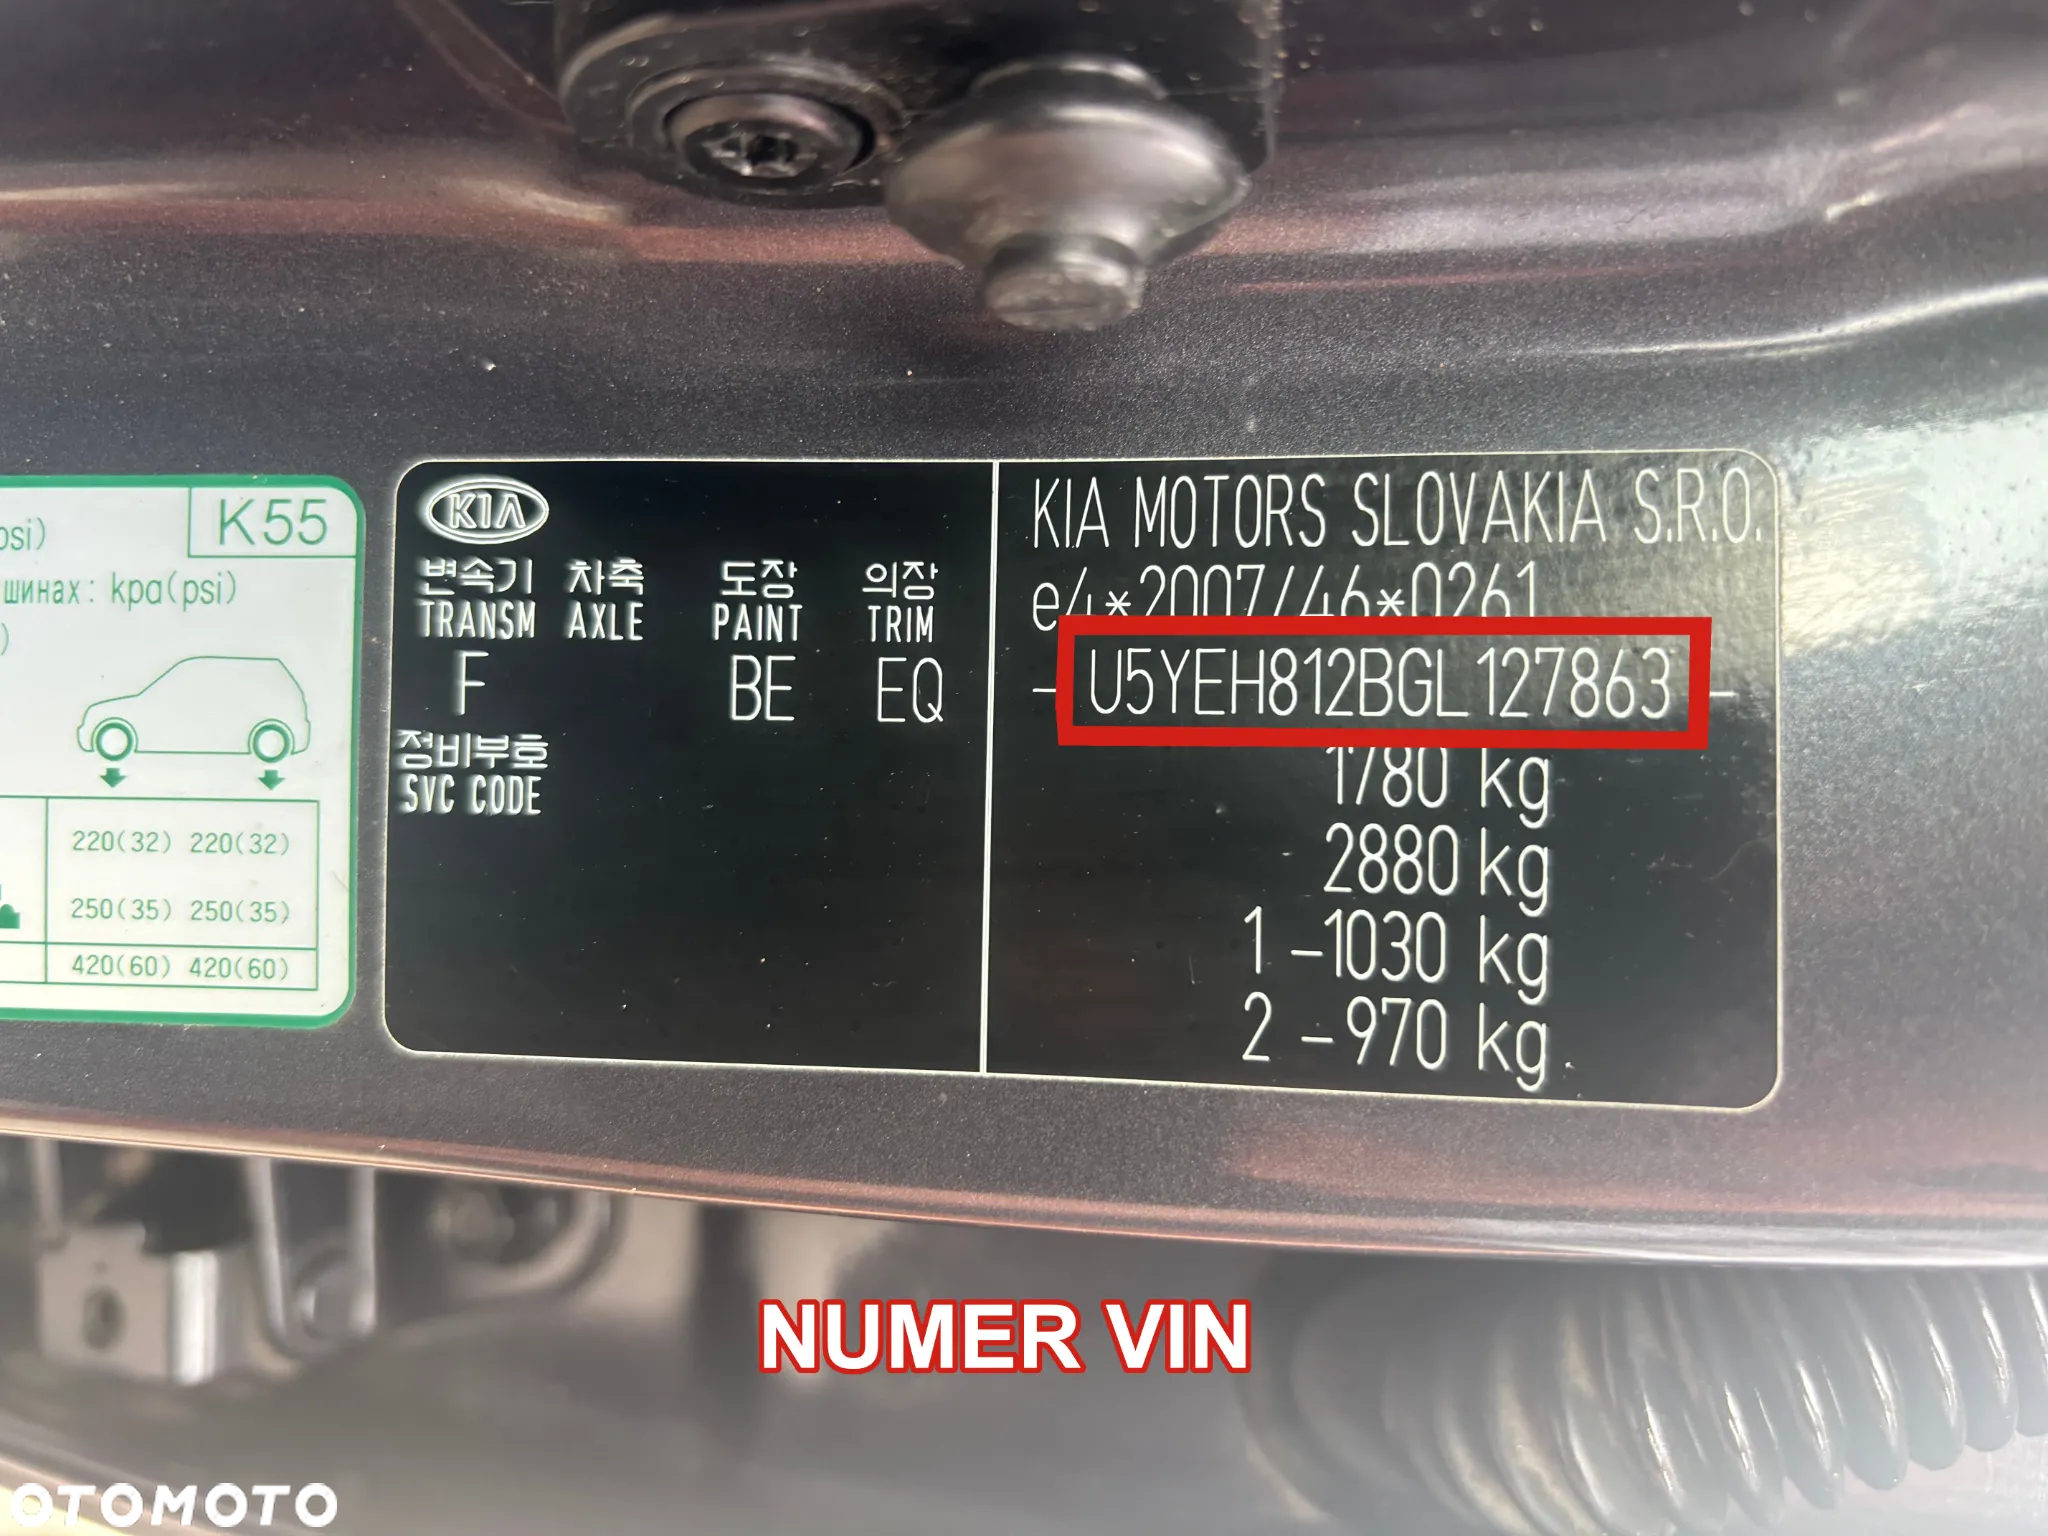 K55
psi)
шинах: kpa(psi)
)
220(32) 220(32)
250(35) 250(35)
420(60) 420(60)
KIA
변속기 차축 도장 의장
TRANSM AXLE PAINT TRIM
F BE EQ
정비부호
SVC CODE
KIA MOTORS SLOVAKIA S.R.O.
e4*2007/46*0261
- U5YEH812BGL127863 -
1780 kg
2880 kg
1 -1030 kg
2 -970 kg
NUMER VIN
OTOMOTO